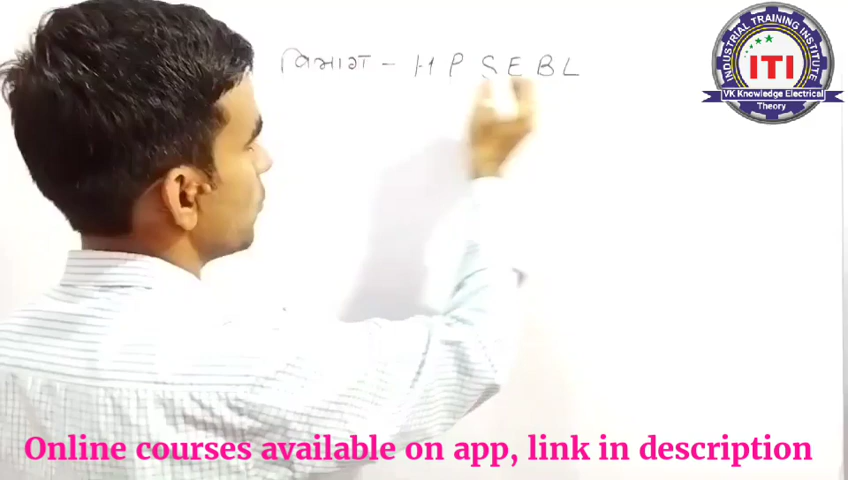 विभाग - HPSEBL
INDUSTRIAL TRAINING INSTITUTE
ITI
VK Knowledge Electrical
Theory
Online courses available on app, link in description